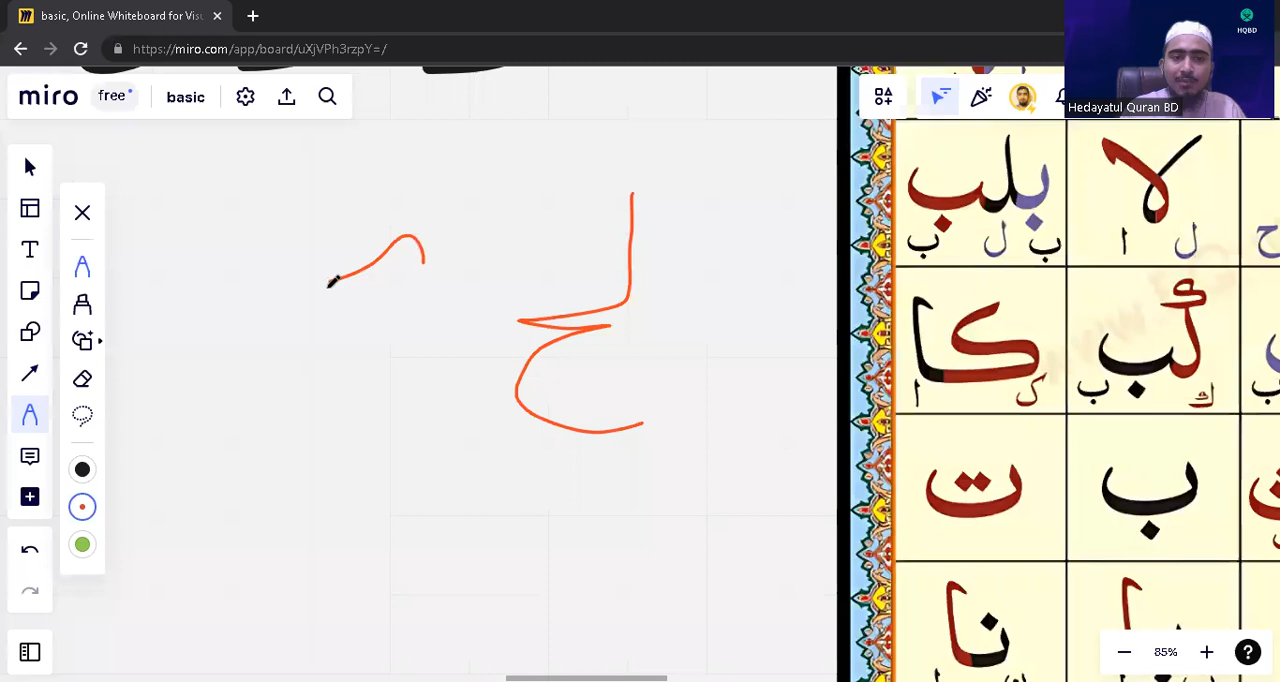 basic, Online Whiteboard for Visu
https://miro.com/app/board/uXjVPh3rzpY=/
HQBD
Hedayatul Quran BD
miro free basic
لح
لا بلب
ل ا ب ل ب
كب كا
ك ب ك ا
ب ت
نا
85%